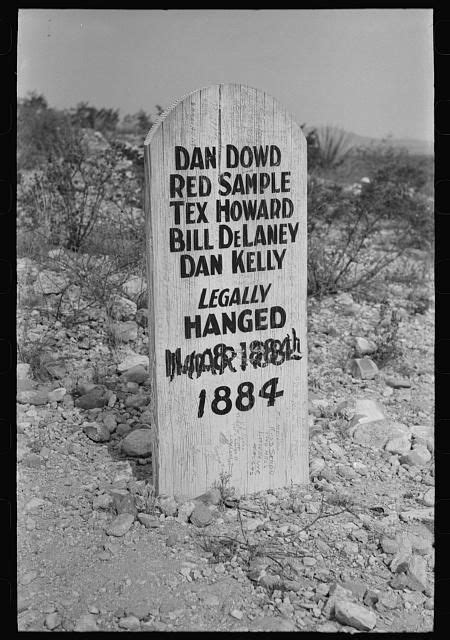 DAN DOWD
RED SAMPLE
TEX HOWARD
BILL DELANEY
DAN KELLY
LEGALLY
HANGED
1884